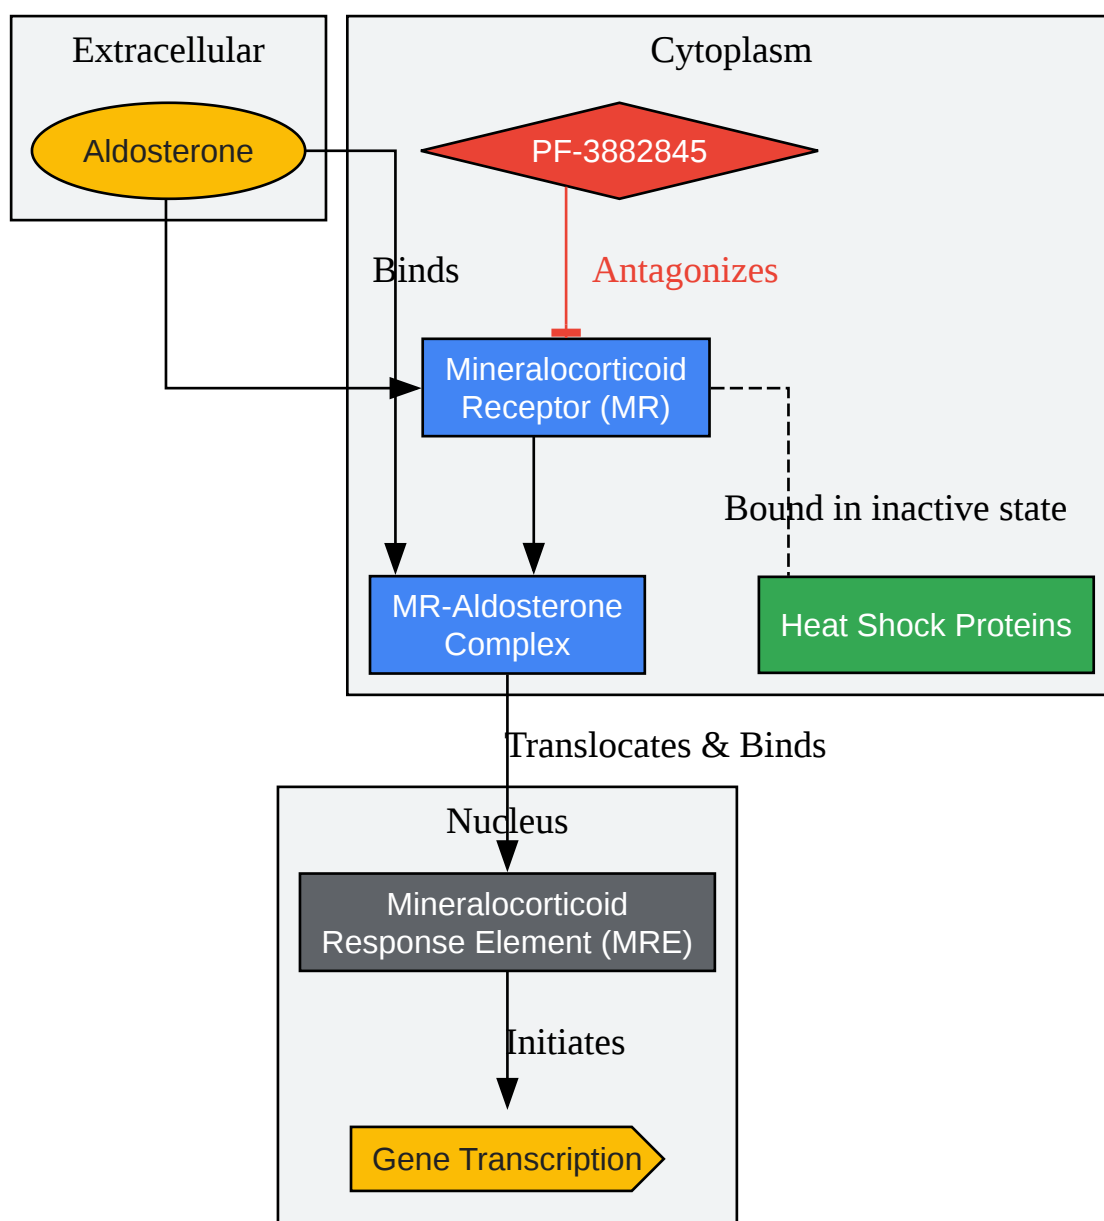 Extracellular
Cytoplasm
Aldosterone
PF-3882845
Binds
Antagonizes
Mineralocorticoid
Receptor (MR)
Bound in inactive state
MR-Aldosterone
Complex
Heat Shock Proteins
Translocates & Binds
Nucleus
Mineralocorticoid
Response Element (MRE)
Initiates
Gene Transcription